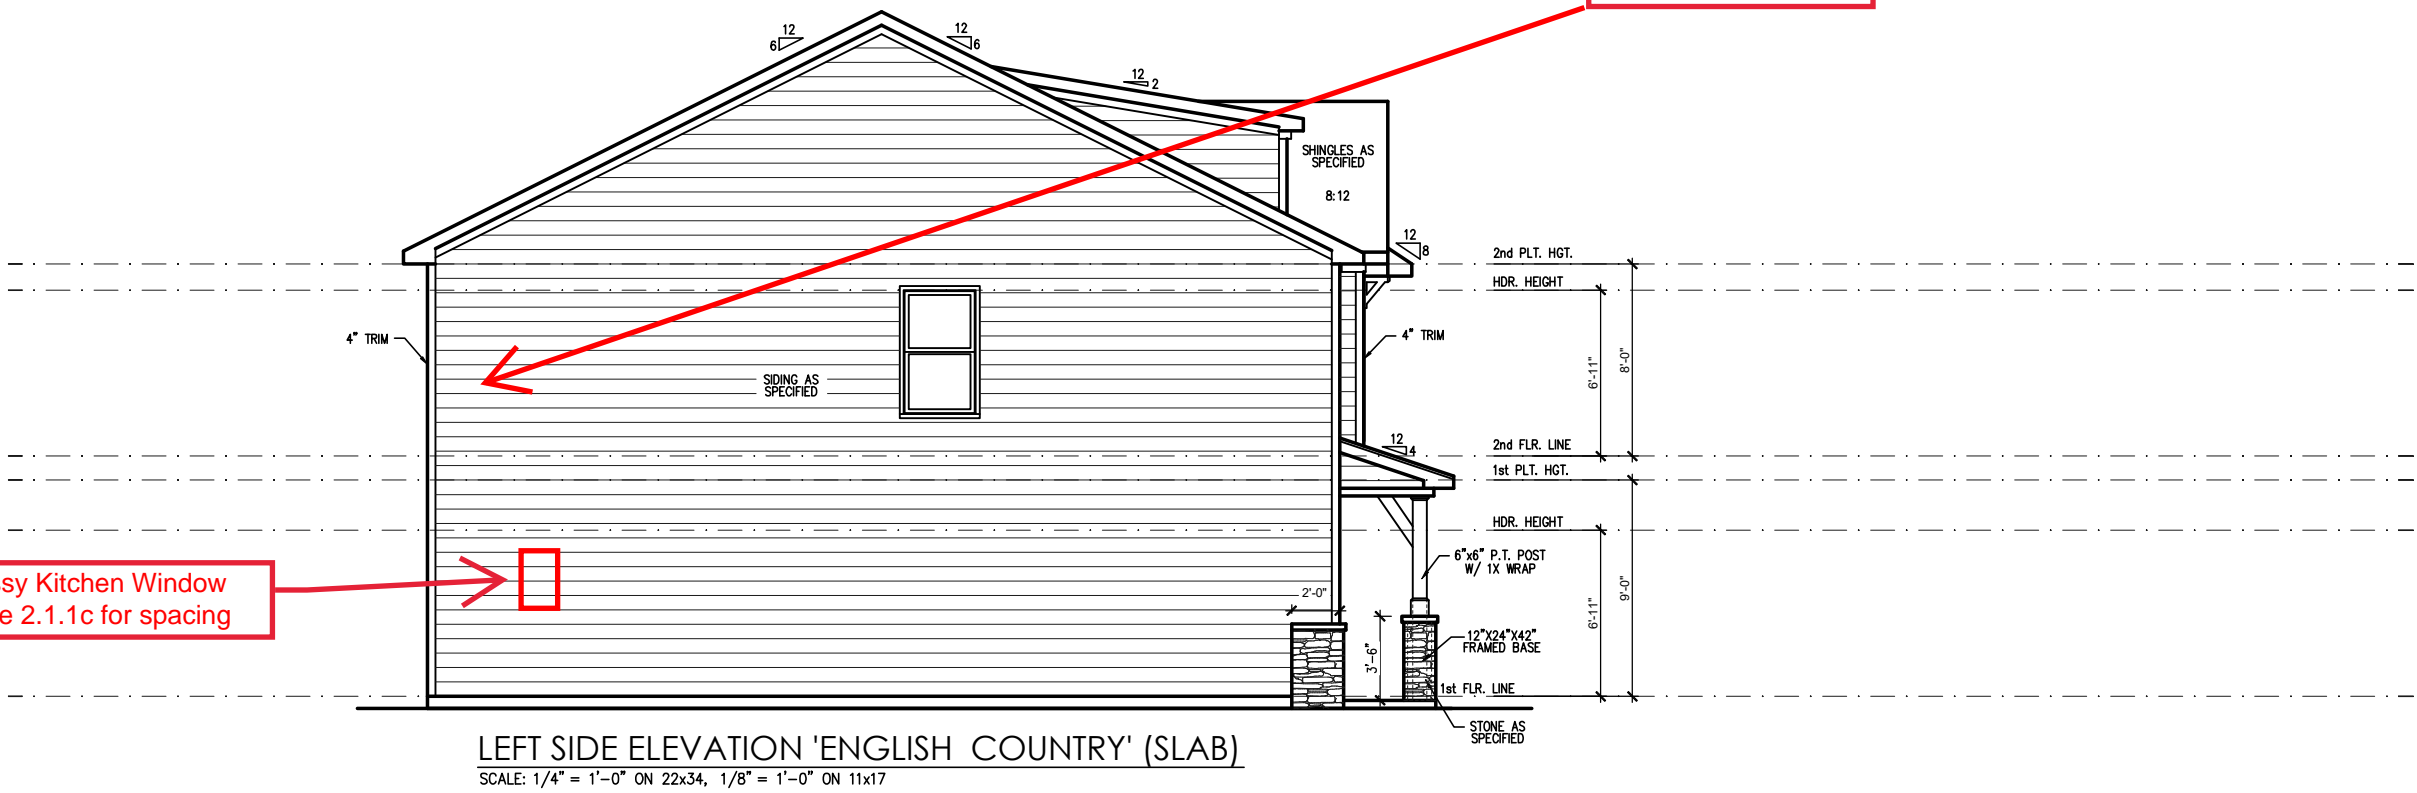 12
6
12
6
12
2
SHINGLES AS
SPECIFIED
8:12
12
8
2nd PLT. HGT.
HDR. HEIGHT
4" TRIM
4" TRIM
SIDING AS
SPECIFIED
6'-11"
8'-0"
12
4
2nd FLR. LINE
1st PLT. HGT.
HDR. HEIGHT
6"x6" P.T. POST
W/ 1X WRAP
Kitchen Window
2.1.1c for spacing
2'-0"
6'-11"
9'-0"
12"X24"X42"
FRAMED BASE
3'-6"
1st FLR. LINE
STONE AS
SPECIFIED
LEFT SIDE ELEVATION 'ENGLISH COUNTRY' (SLAB)
SCALE: 1/4" = 1'-0" ON 22x34, 1/8" = 1'-0" ON 11x17